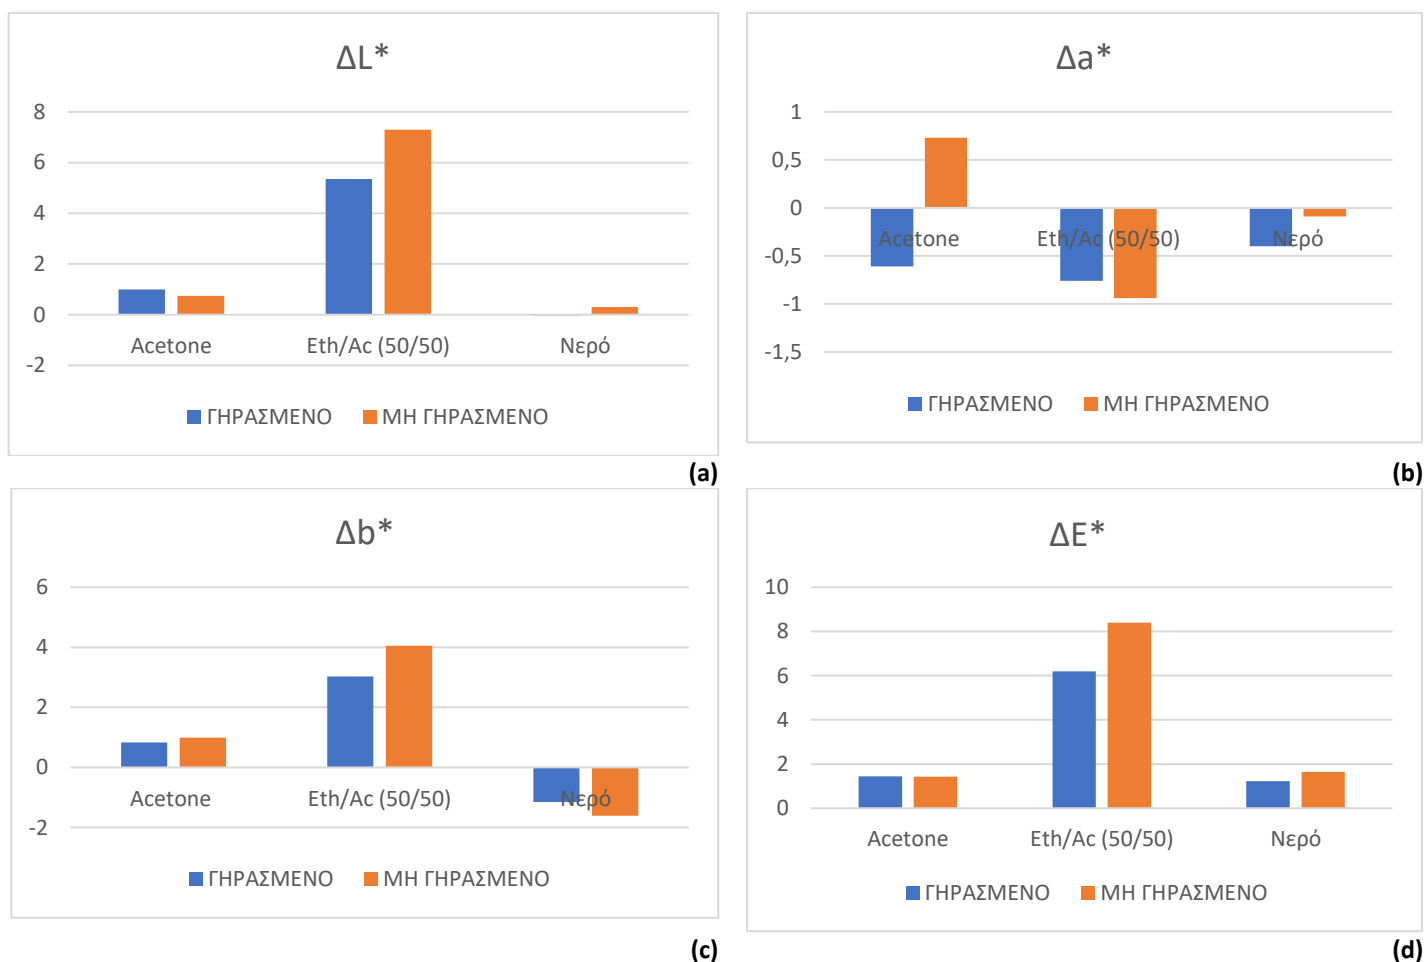 ΔL*
8
6
4
2
0
-2
Acetone Eth/Ac (50/50) Νερό
ΓΗΡΑΣΜΕΝΟ ΜΗ ΓΗΡΑΣΜΕΝΟ
(a)
Δa*
1
0,5
0
-0,5
-1
-1,5
Acetone Eth/Ac (50/50) Νερό
ΓΗΡΑΣΜΕΝΟ ΜΗ ΓΗΡΑΣΜΕΝΟ
(b)
Δb*
6
4
2
0
-2
Acetone Eth/Ac (50/50) Νερό
ΓΗΡΑΣΜΕΝΟ ΜΗ ΓΗΡΑΣΜΕΝΟ
(c)
ΔE*
10
8
6
4
2
0
Acetone Eth/Ac (50/50) Νερό
ΓΗΡΑΣΜΕΝΟ ΜΗ ΓΗΡΑΣΜΕΝΟ
(d)